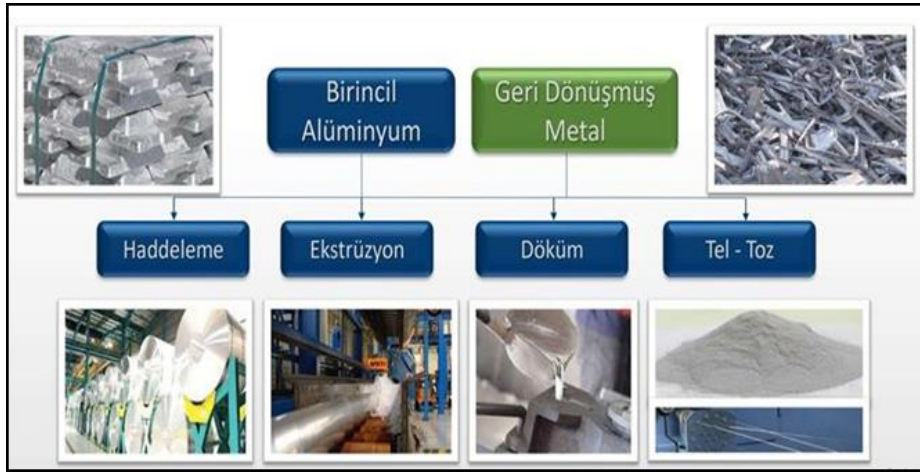 Birincil
Alüminyum
Geri Dönüşmüş
Metal
Haddeleme
Ekstrüzyon
Döküm
Tel - Toz